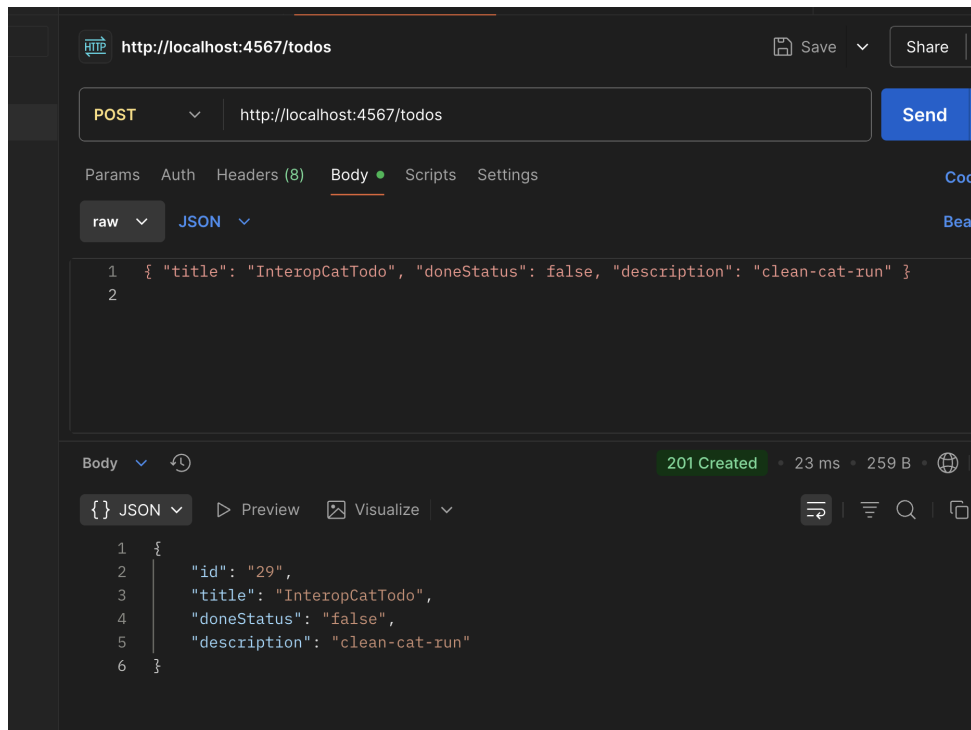 HTTP http://localhost:4567/todos Save Share
POST http://localhost:4567/todos Send
Params Auth Headers (8) Body Scripts Settings
raw JSON
1 { "title": "InteropCatTodo", "doneStatus": false, "description": "clean-cat-run" }
2
Body 201 Created 23 ms 259 B
{} JSON Preview Visualize
1 {
2 "id": "29",
3 "title": "InteropCatTodo",
4 "doneStatus": "false",
5 "description": "clean-cat-run"
6 }